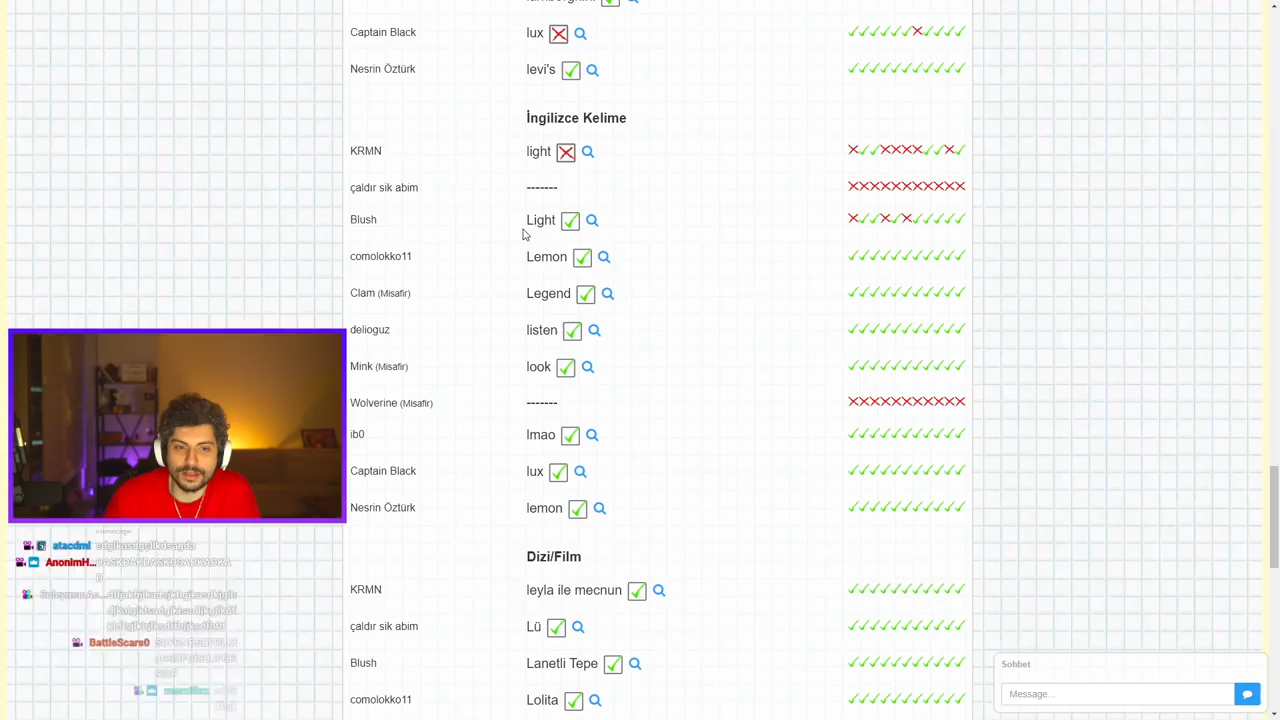 Captain Black lux
Nesrin Öztürk levi's
İngilizce Kelime
KRMN light
çaldır sik abim -------
Blush Light
comolokko11 Lemon
Clam (Misafir) Legend
delioguz listen
Mink (Misafir) look
Wolverine (Misafir) -------
ib0 lmao
Captain Black lux
Nesrin Öztürk lemon
Dizi/Film
KRMN leyla ile mecnun
çaldır sik abim Lü
Blush Lanetli Tepe
comolokko11 Lolita
atacdml
AnonimH...
BattleScars0
Sohbet
Message...